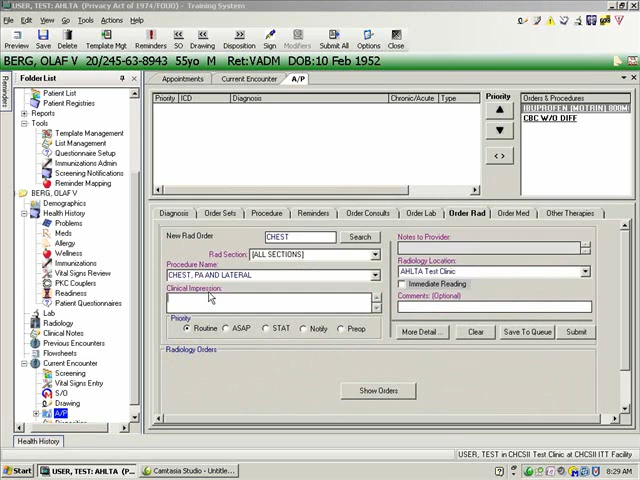 USER, TEST: AHLTA (Privacy Act of 1974/FOUO) - Training System
File Edit View Go Tools Actions Help
Preview Save Delete Template Mgt Reminders SO Drawing Disposition Sign Modifiers Submit All Options Close
BERG, OLAF V 20/245-63-8943 55yo M Ret:VADM DOB:10 Feb 1952
Reminders
Folder List
Patient List
Patient Registries
Reports
Tools
Template Management
List Management
Questionnaire Setup
Immunizations Admin
Screening Notifications
Reminder Mapping
BERG, OLAF V
Demographics
Health History
Problems
Meds
Allergy
Wellness
Immunizations
Vital Signs Review
PKC Couplers
Readiness
Patient Questionnaires
Lab
Radiology
Clinical Notes
Previous Encounters
Flowsheets
Current Encounter
Screening
Vital Signs Entry
S/O
Drawing
A/P
Health History
Appointments Current Encounter A/P
Priority ICD Diagnosis Chronic/Acute Type
Priority
Orders & Procedures
IBUPROFEN (MOTRIN) 800M
CBC W/O DIFF
Diagnosis Order Sets Procedure Reminders Order Consults Order Lab Order Rad Order Med Other Therapies
New Rad Order CHEST Search
Rad Section: [ALL SECTIONS]
Procedure Name:
CHEST, PA AND LATERAL
Clinical Impression:
Priority
Routine ASAP STAT Notify Preop
Notes to Provider:
Radiology Location:
AHLTA Test Clinic
Immediate Reading
Comments: (Optional)
More Detail... Clear Save To Queue Submit
Radiology Orders
Show Orders
USER, TEST in CHCSII Test Clinic at CHCSII ITT Facility
Start USER, TEST: AHLTA (P... Camtasia Studio - Untitle... 8:29 AM